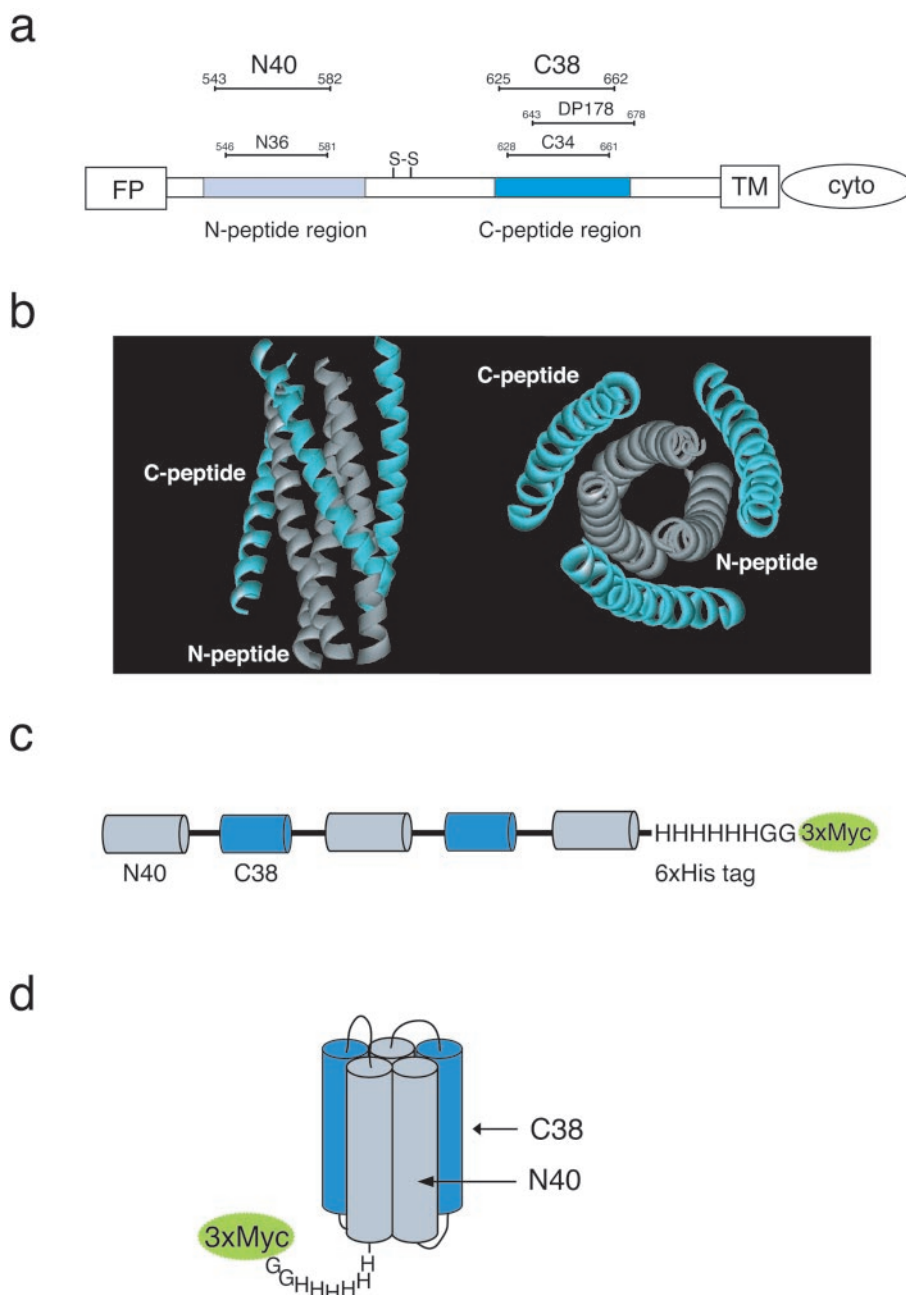 a
N40
C38
543 582
625 662
DP178
643 678
N36
546 581
C34
628 661
S-S
FP
TM
cyto
N-peptide region
C-peptide region
b
C-peptide
N-peptide
C-peptide
N-peptide
c
HHHHHHGG 3xMyc
N40
C38
6xHis tag
d
C38
N40
3xMyc
GGHHHHHH